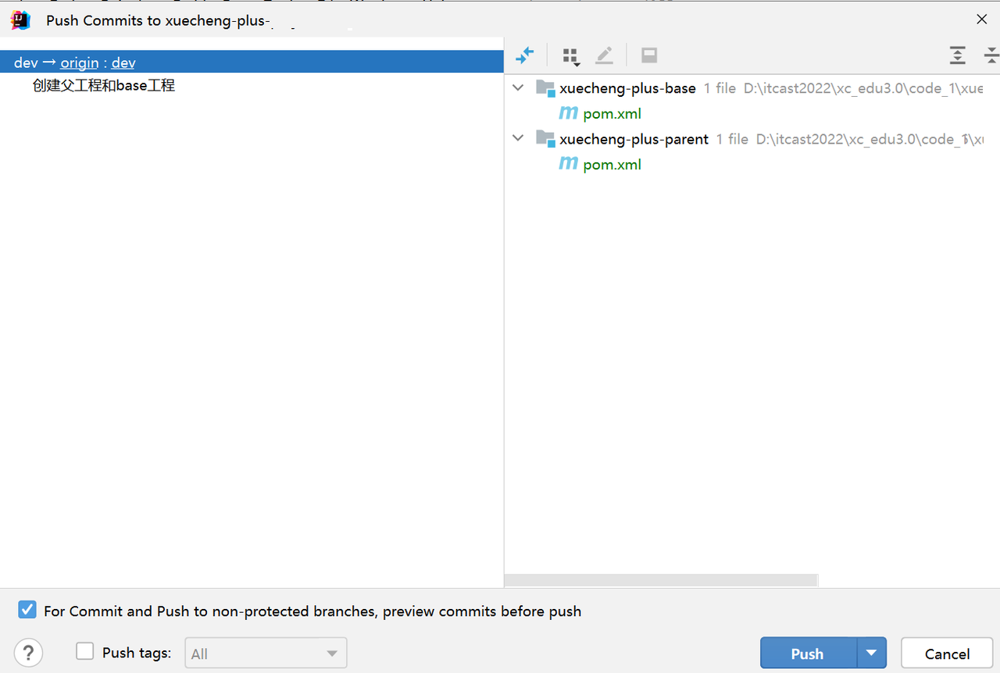 Push Commits to xuecheng-plus-
dev → origin : dev
创建父工程和base工程
xuecheng-plus-base 1 file D:\itcast2022\xc_edu3.0\code_1\xue
pom.xml
xuecheng-plus-parent 1 file D:\itcast2022\xc_edu3.0\code_1\
pom.xml
For Commit and Push to non-protected branches, preview commits before push
? Push tags: All
Push
Cancel